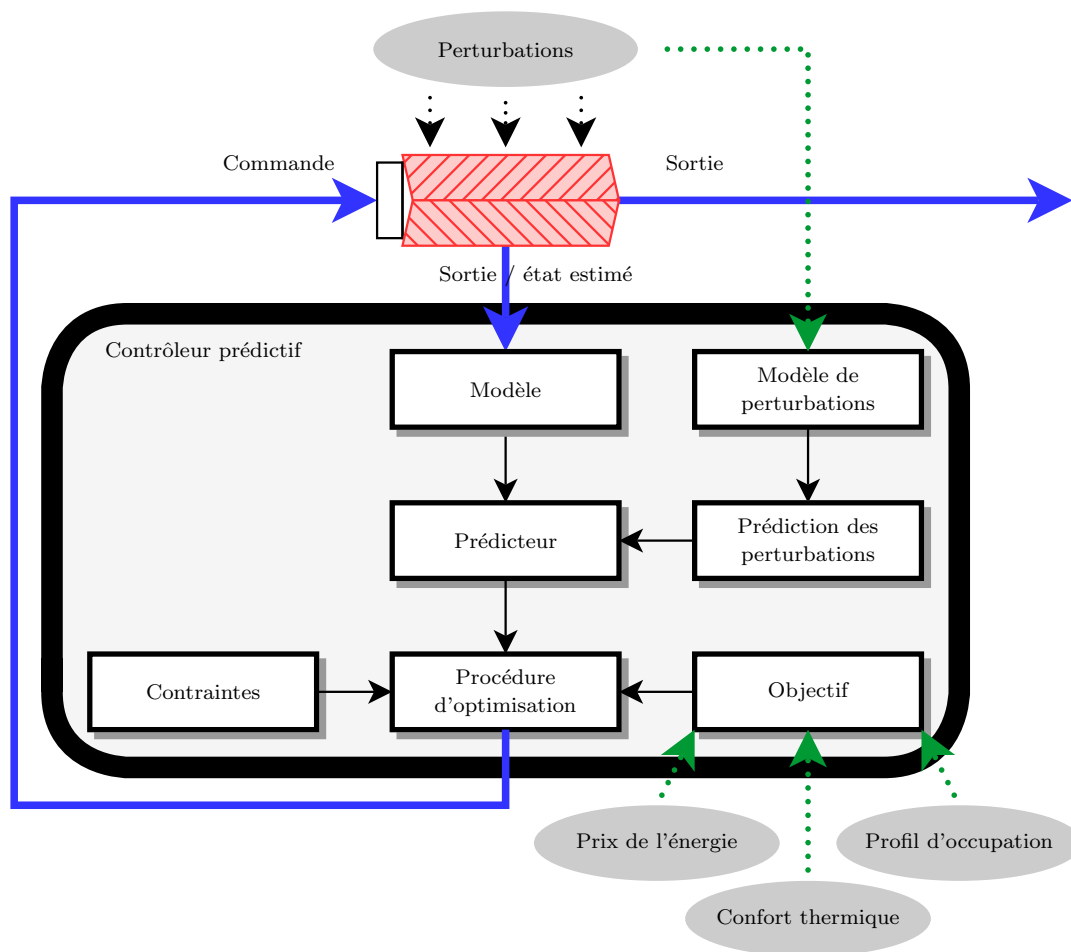 Perturbations
Commande
Sortie
Sortie / état estimé
Contrôleur prédictif
Modèle
Modèle de
perturbations
Prédicteur
Prédiction des
perturbations
Contraintes
Procédure
d'optimisation
Objectif
Prix de l'énergie
Profil d'occupation
Confort thermique